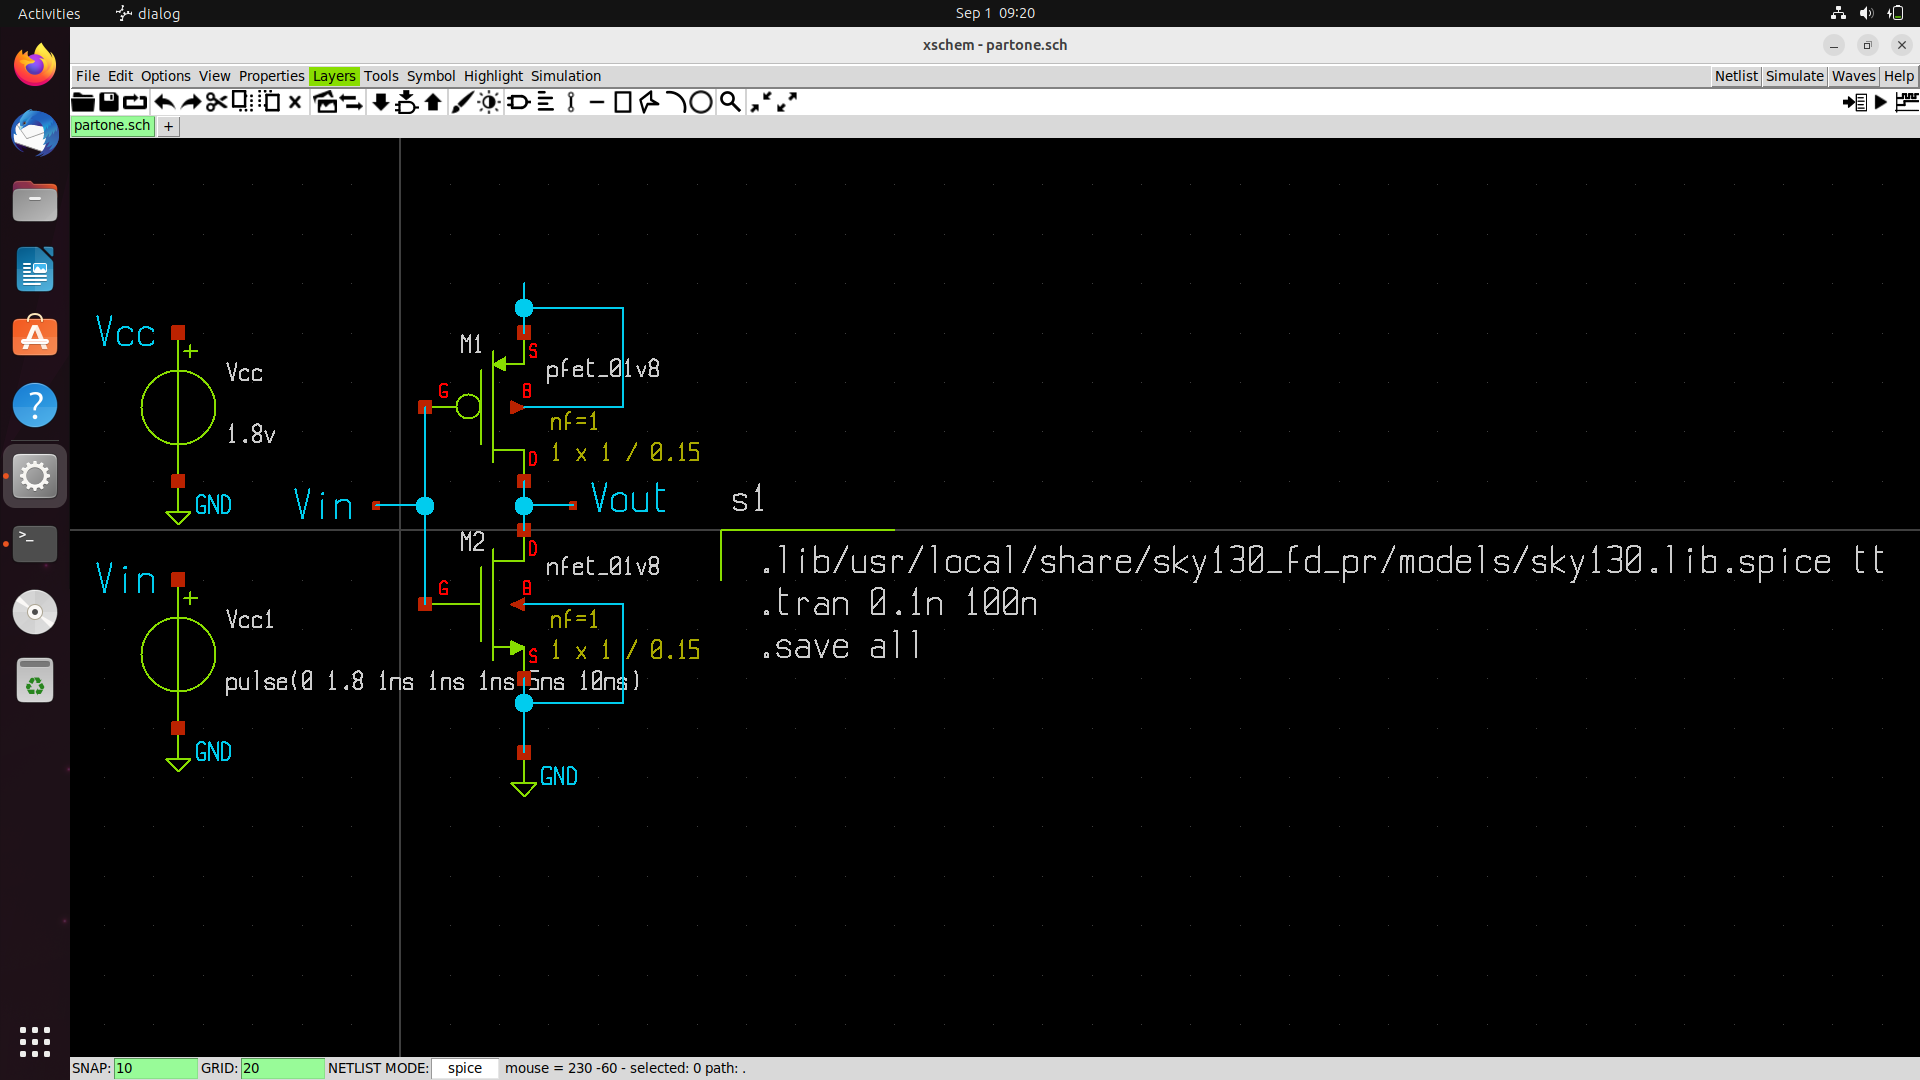 Activities dialog Sep 1 09:20
xschem - partone.sch
File Edit Options View Properties Layers Tools Symbol Highlight Simulation Netlist Simulate Waves Help
partone.sch +
Vcc
+
Vcc
1.8v
GND
Vin
+
Vcc1
pulse(0 1.8 1ns 1ns 1ns 5ns 10ns)
GND
Vin
M1
S
pfet_01v8
G
B
nf=1
1 x 1 / 0.15
D
Vout
M2
D
nfet_01v8
G
B
nf=1
1 x 1 / 0.15
S
GND
s1
.lib/usr/local/share/sky130_fd_pr/models/sky130.lib.spice tt
.tran 0.1n 100n
.save all
SNAP: 10 GRID: 20 NETLIST MODE: spice mouse = 230 -60 - selected: 0 path: .